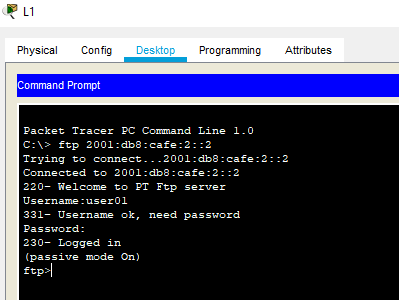 L1
Physical Config Desktop Programming Attributes
Command Prompt
Packet Tracer PC Command Line 1.0
C:\> ftp 2001:db8:cafe:2::2
Trying to connect...2001:db8:cafe:2::2
Connected to 2001:db8:cafe:2::2
220- Welcome to PT Ftp server
Username:user01
331- Username ok, need password
Password:
230- Logged in
(passive mode On)
ftp>